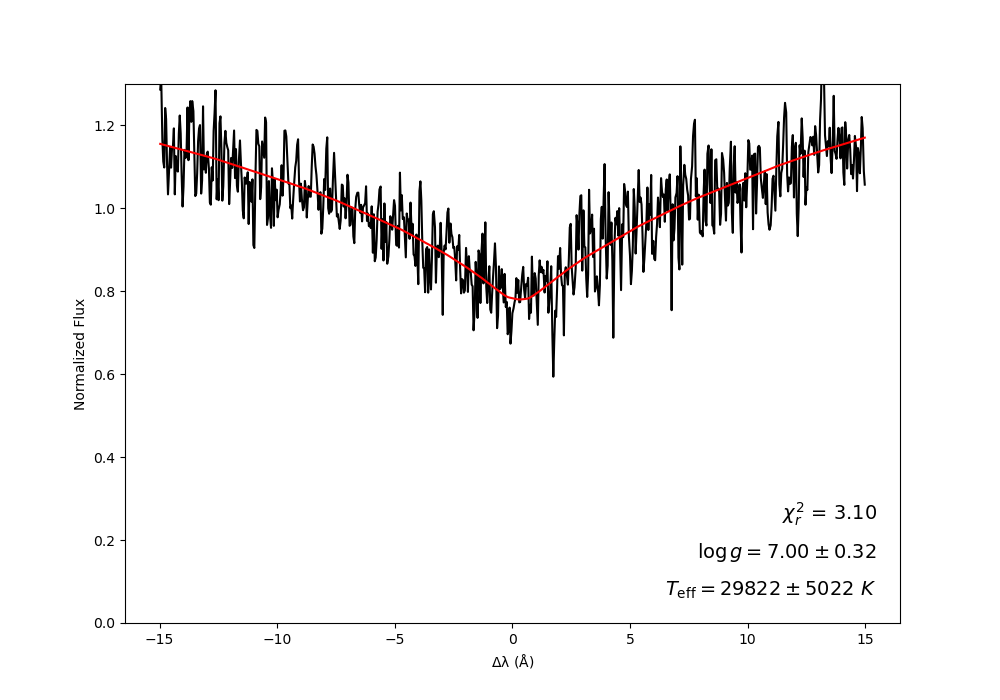 1.2
1.0
0.8
0.6
0.4
0.2
0.0
Normalized Flux
χ²ᵣ = 3.10
log g = 7.00 ± 0.32
T_eff = 29822 ± 5022 K
−15 −10 −5 0 5 10 15
Δλ (Å)